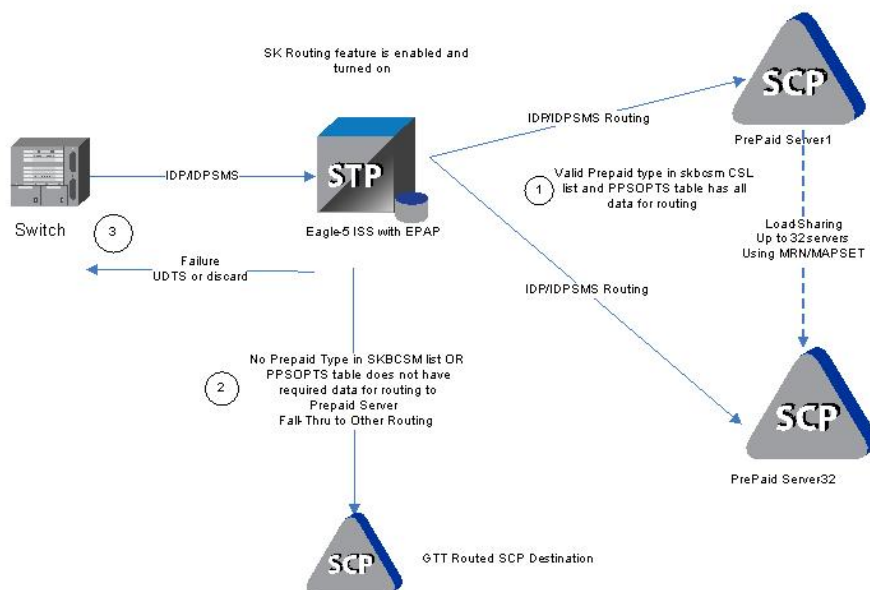 SK Routing feature is enabled and
turned on
SCP
PrePaid Server1
IDP/IDPSMS Routing
IDP/IDPSMS
STP
Eagle-5 ISS with EPAP
1
Valid Prepaid type in skbcsm CSL
list and PPSOPTS table has all
data for routing
Switch
3
Failure
UDTS or discard
Load-Sharing
Up to 32 servers
Using MRN/MAPSET
IDP/IDPSMS Routing
2
No Prepaid Type in SKBCSM list OR
PPSOPTS table does not have
required data for routing to
Prepaid Server
Fall-Thru to Other Routing
SCP
PrePaid Server32
SCP
GTT Routed SCP Destination